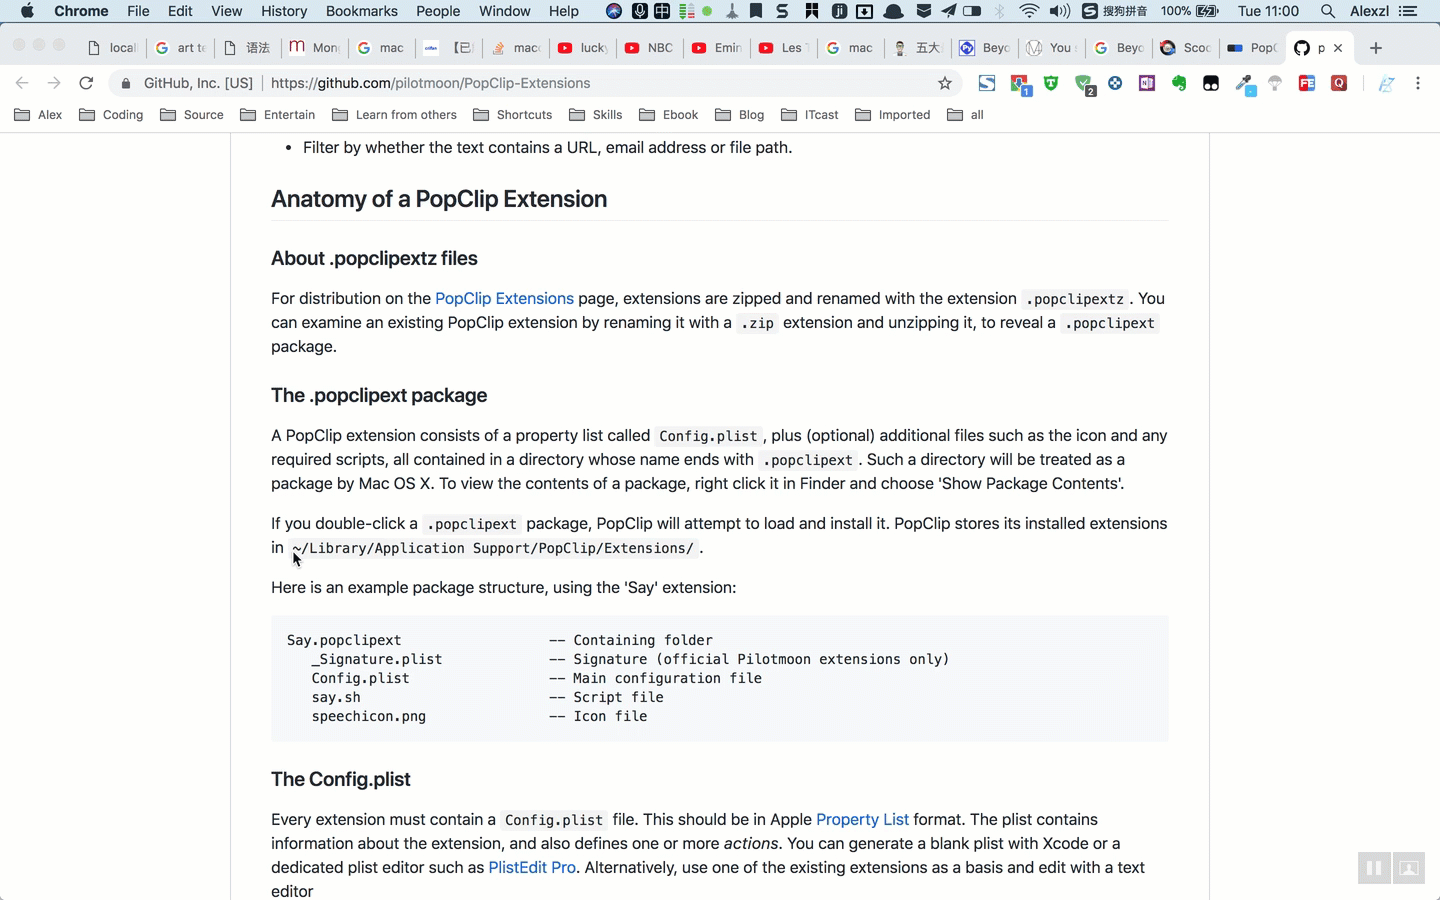 Chrome File Edit View History Bookmarks People Window Help 搜狗拼音 100% Tue 11:00 Alexzl
local art te 语法 Mon mac 【已 mac lucky NBC Emin Les mac 五大 Beyo You Beyo Scoo Pop p
GitHub, Inc. [US] https://github.com/pilotmoon/PopClip-Extensions 1 2
Alex Coding Source Entertain Learn from others Shortcuts Skills Ebook Blog ITcast Imported all
• Filter by whether the text contains a URL, email address or file path.
Anatomy of a PopClip Extension
About .popclipextz files
For distribution on the PopClip Extensions page, extensions are zipped and renamed with the extension .popclipextz . You
can examine an existing PopClip extension by renaming it with a .zip extension and unzipping it, to reveal a .popclipext
package.
The .popclipext package
A PopClip extension consists of a property list called Config.plist , plus (optional) additional files such as the icon and any
required scripts, all contained in a directory whose name ends with .popclipext . Such a directory will be treated as a
package by Mac OS X. To view the contents of a package, right click it in Finder and choose 'Show Package Contents'.
If you double-click a .popclipext package, PopClip will attempt to load and install it. PopClip stores its installed extensions
in ~/Library/Application Support/PopClip/Extensions/ .
Here is an example package structure, using the 'Say' extension:
Say.popclipext -- Containing folder
_Signature.plist -- Signature (official Pilotmoon extensions only)
Config.plist -- Main configuration file
say.sh -- Script file
speechicon.png -- Icon file
The Config.plist
Every extension must contain a Config.plist file. This should be in Apple Property List format. The plist contains
information about the extension, and also defines one or more actions. You can generate a blank plist with Xcode or a
dedicated plist editor such as PlistEdit Pro. Alternatively, use one of the existing extensions as a basis and edit with a text
editor